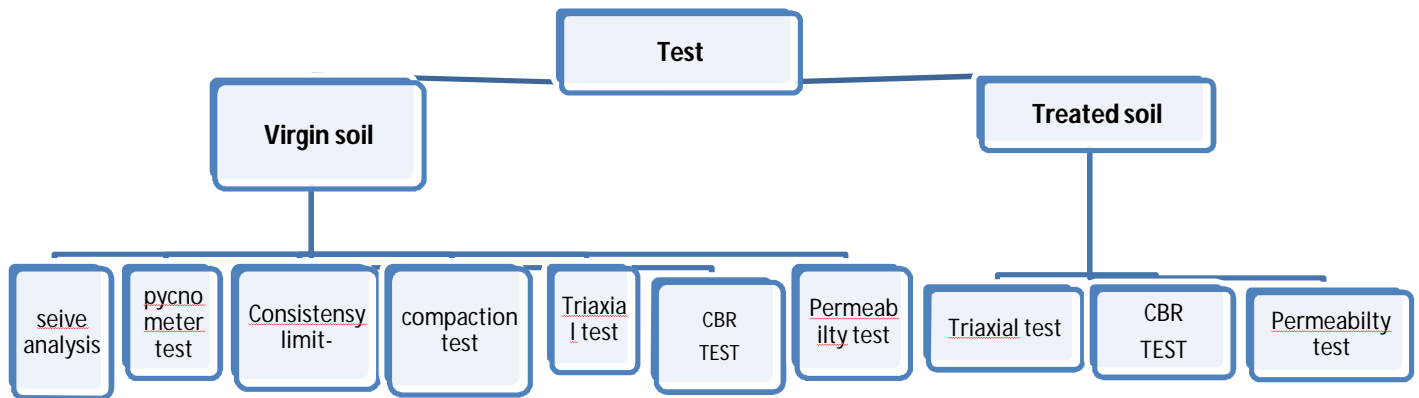 Test
Virgin soil
Treated soil
seive
analysis
pycno
meter
test
Consistensy
limit-
compaction
test
Triaxia
l test
CBR
TEST
Permeab
ilty test
Triaxial test
CBR
TEST
Permeabilty
test